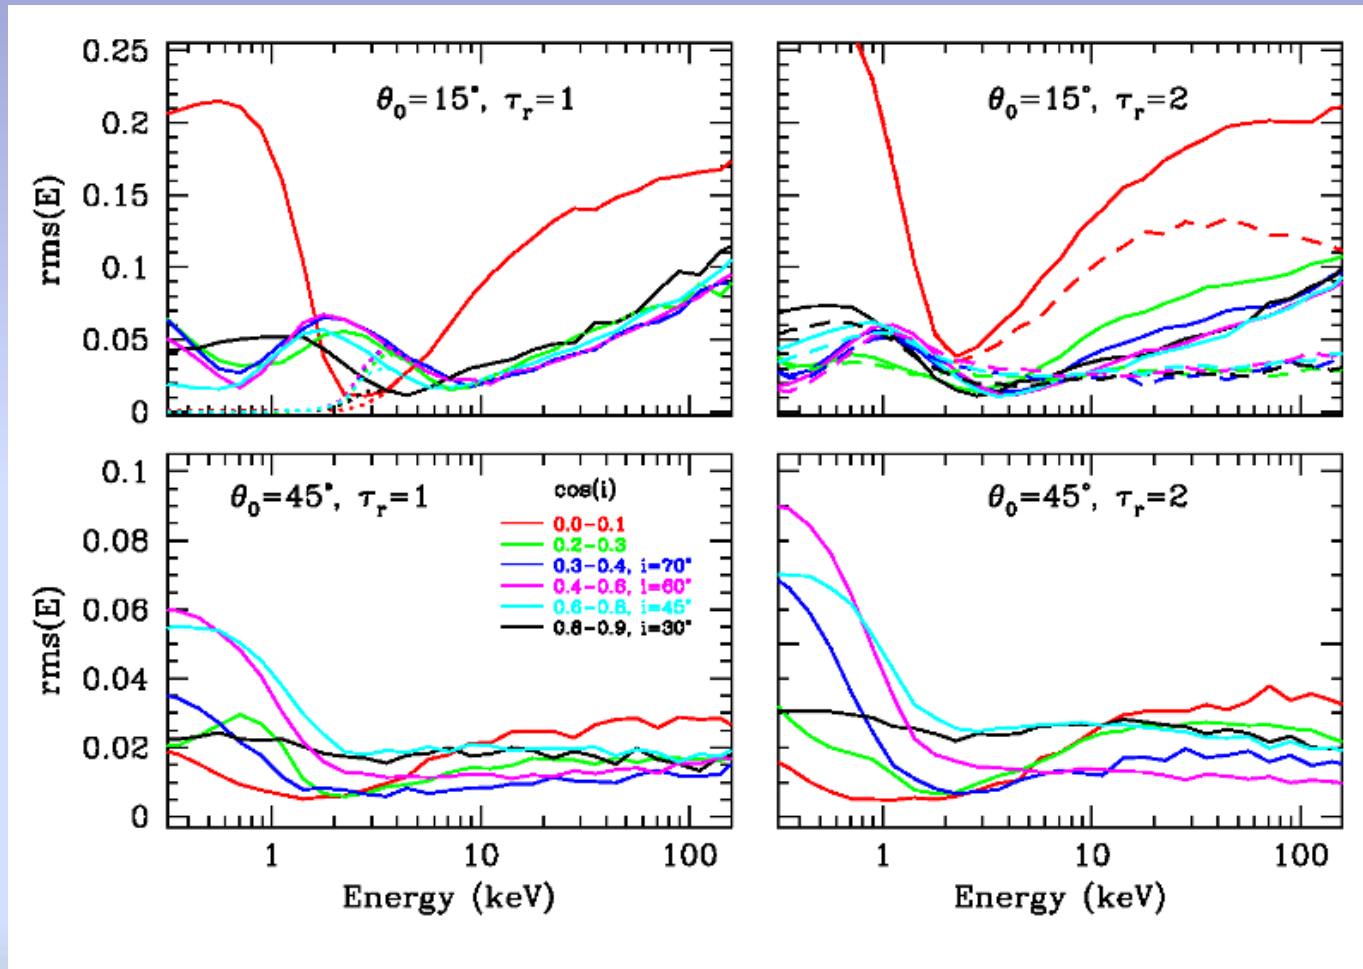 θ₀=15°, τᵣ=1
0.25
0.2
0.15
0.1
0.05
0
rms(E)
θ₀=15°, τᵣ=2
θ₀=45°, τᵣ=1
0.1
0.08
0.06
0.04
0.02
0
rms(E)
cos(i)
0.0-0.1
0.2-0.3
0.3-0.4, i=70°
0.4-0.6, i=60°
0.6-0.8, i=45°
0.8-0.9, i=30°
1 10 100
Energy (keV)
θ₀=45°, τᵣ=2
1 10 100
Energy (keV)